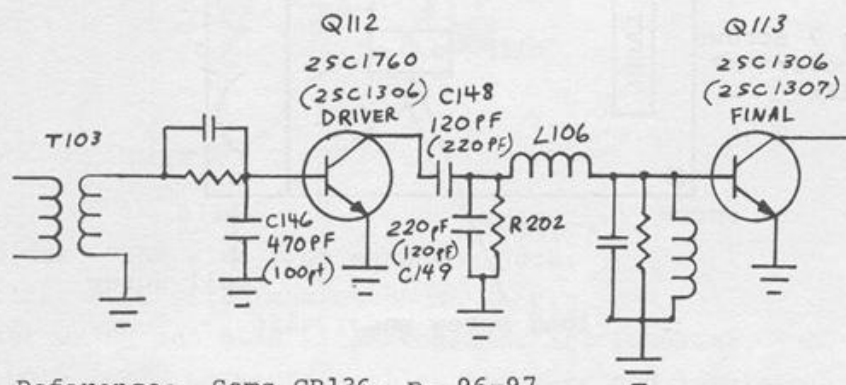 Q112
2SC1760
(2SC1306)
DRIVER
Q113
2SC1306
(2SC1307)
FINAL
T103
C148
120PF
(220PF)
L106
C146
470PF
(100pf)
220pF
(120pF)
C149
R202
Reference: Sams CB136 p. 96-97